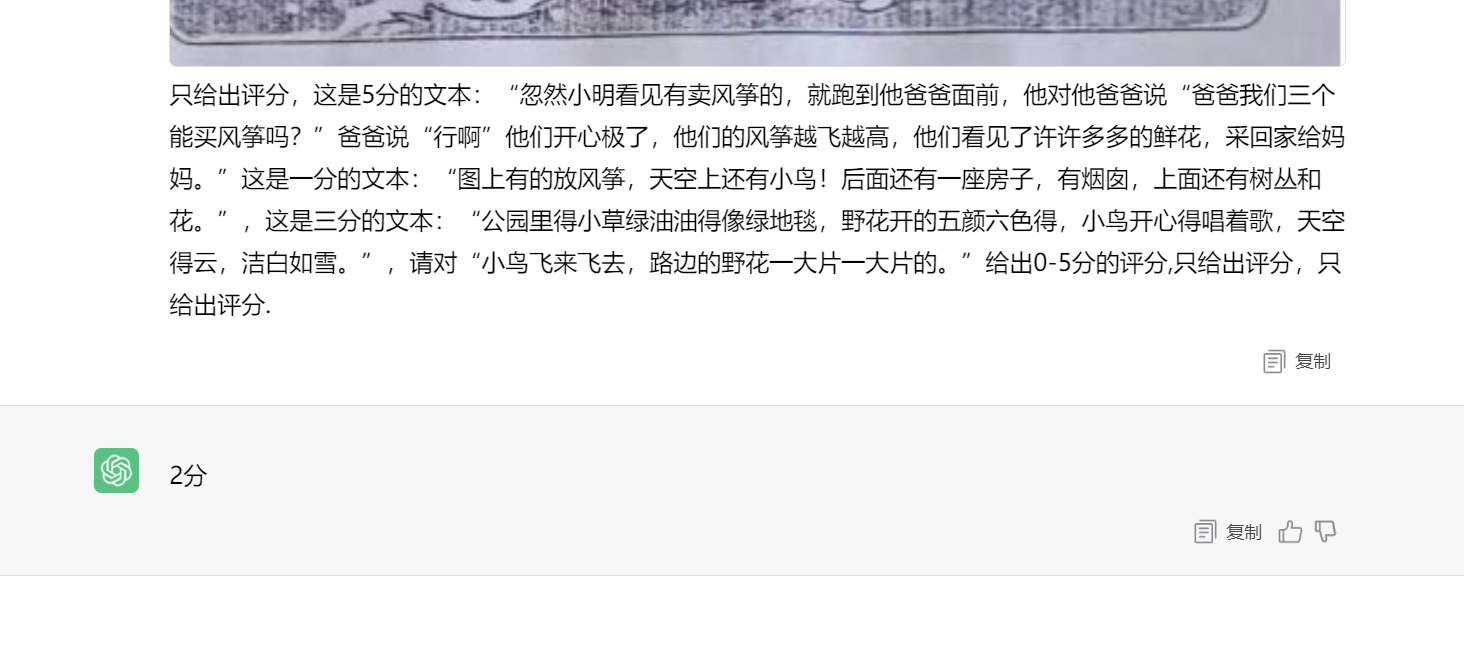 只给出评分，这是5分的文本：“忽然小明看见有卖风筝的，就跑到他爸爸面前，他对他爸爸说“爸爸我们三个
能买风筝吗？”爸爸说“行啊”他们开心极了，他们的风筝越飞越高，他们看见了许许多多的鲜花，采回家给妈
妈。”这是一分的文本：“图上有的放风筝，天空上还有小鸟！后面还有一座房子，有烟囱，上面还有树丛和
花。”，这是三分的文本：“公园里得小草绿油油得像绿地毯，野花开的五颜六色得，小鸟开心得唱着歌，天空
得云，洁白如雪。”，请对“小鸟飞来飞去，路边的野花一大片一大片的。”给出0-5分的评分,只给出评分，只
给出评分.
复制
2分
复制